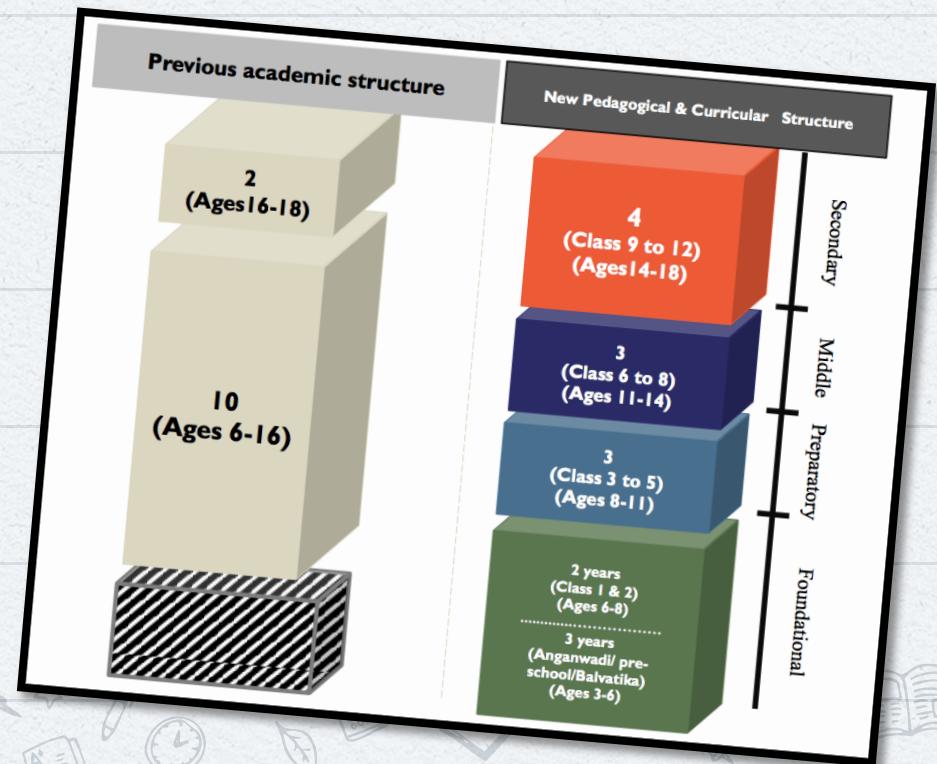 Previous academic structure
2
(Ages16-18)
10
(Ages 6-16)
New Pedagogical & Curricular Structure
4
(Class 9 to 12)
(Ages14-18)
Secondary
3
(Class 6 to 8)
(Ages 11-14)
Middle
3
(Class 3 to 5)
(Ages 8-11)
Preparatory
2 years
(Class 1 & 2)
(Ages 6-8)
3 years
(Anganwadi/ pre-
school/Balvatika)
(Ages 3-6)
Foundational